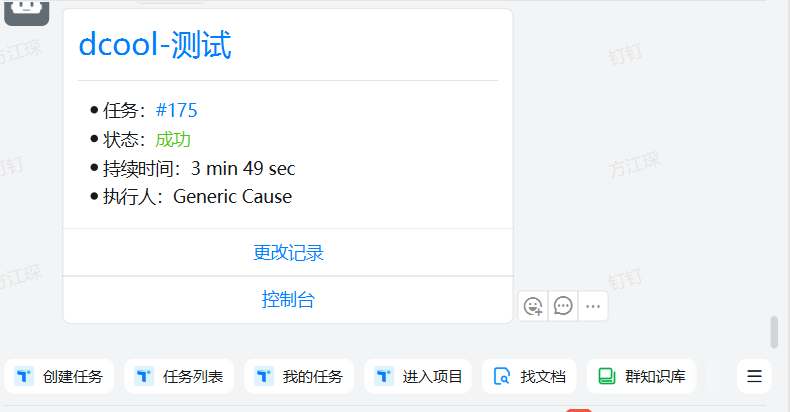 dcool-测试
任务：#175
状态：成功
持续时间：3 min 49 sec
执行人：Generic Cause
更改记录
控制台
创建任务 任务列表 我的任务 进入项目 找文档 群知识库
方江琛
钉钉
钉钉
方江琛
方江琛
钉钉